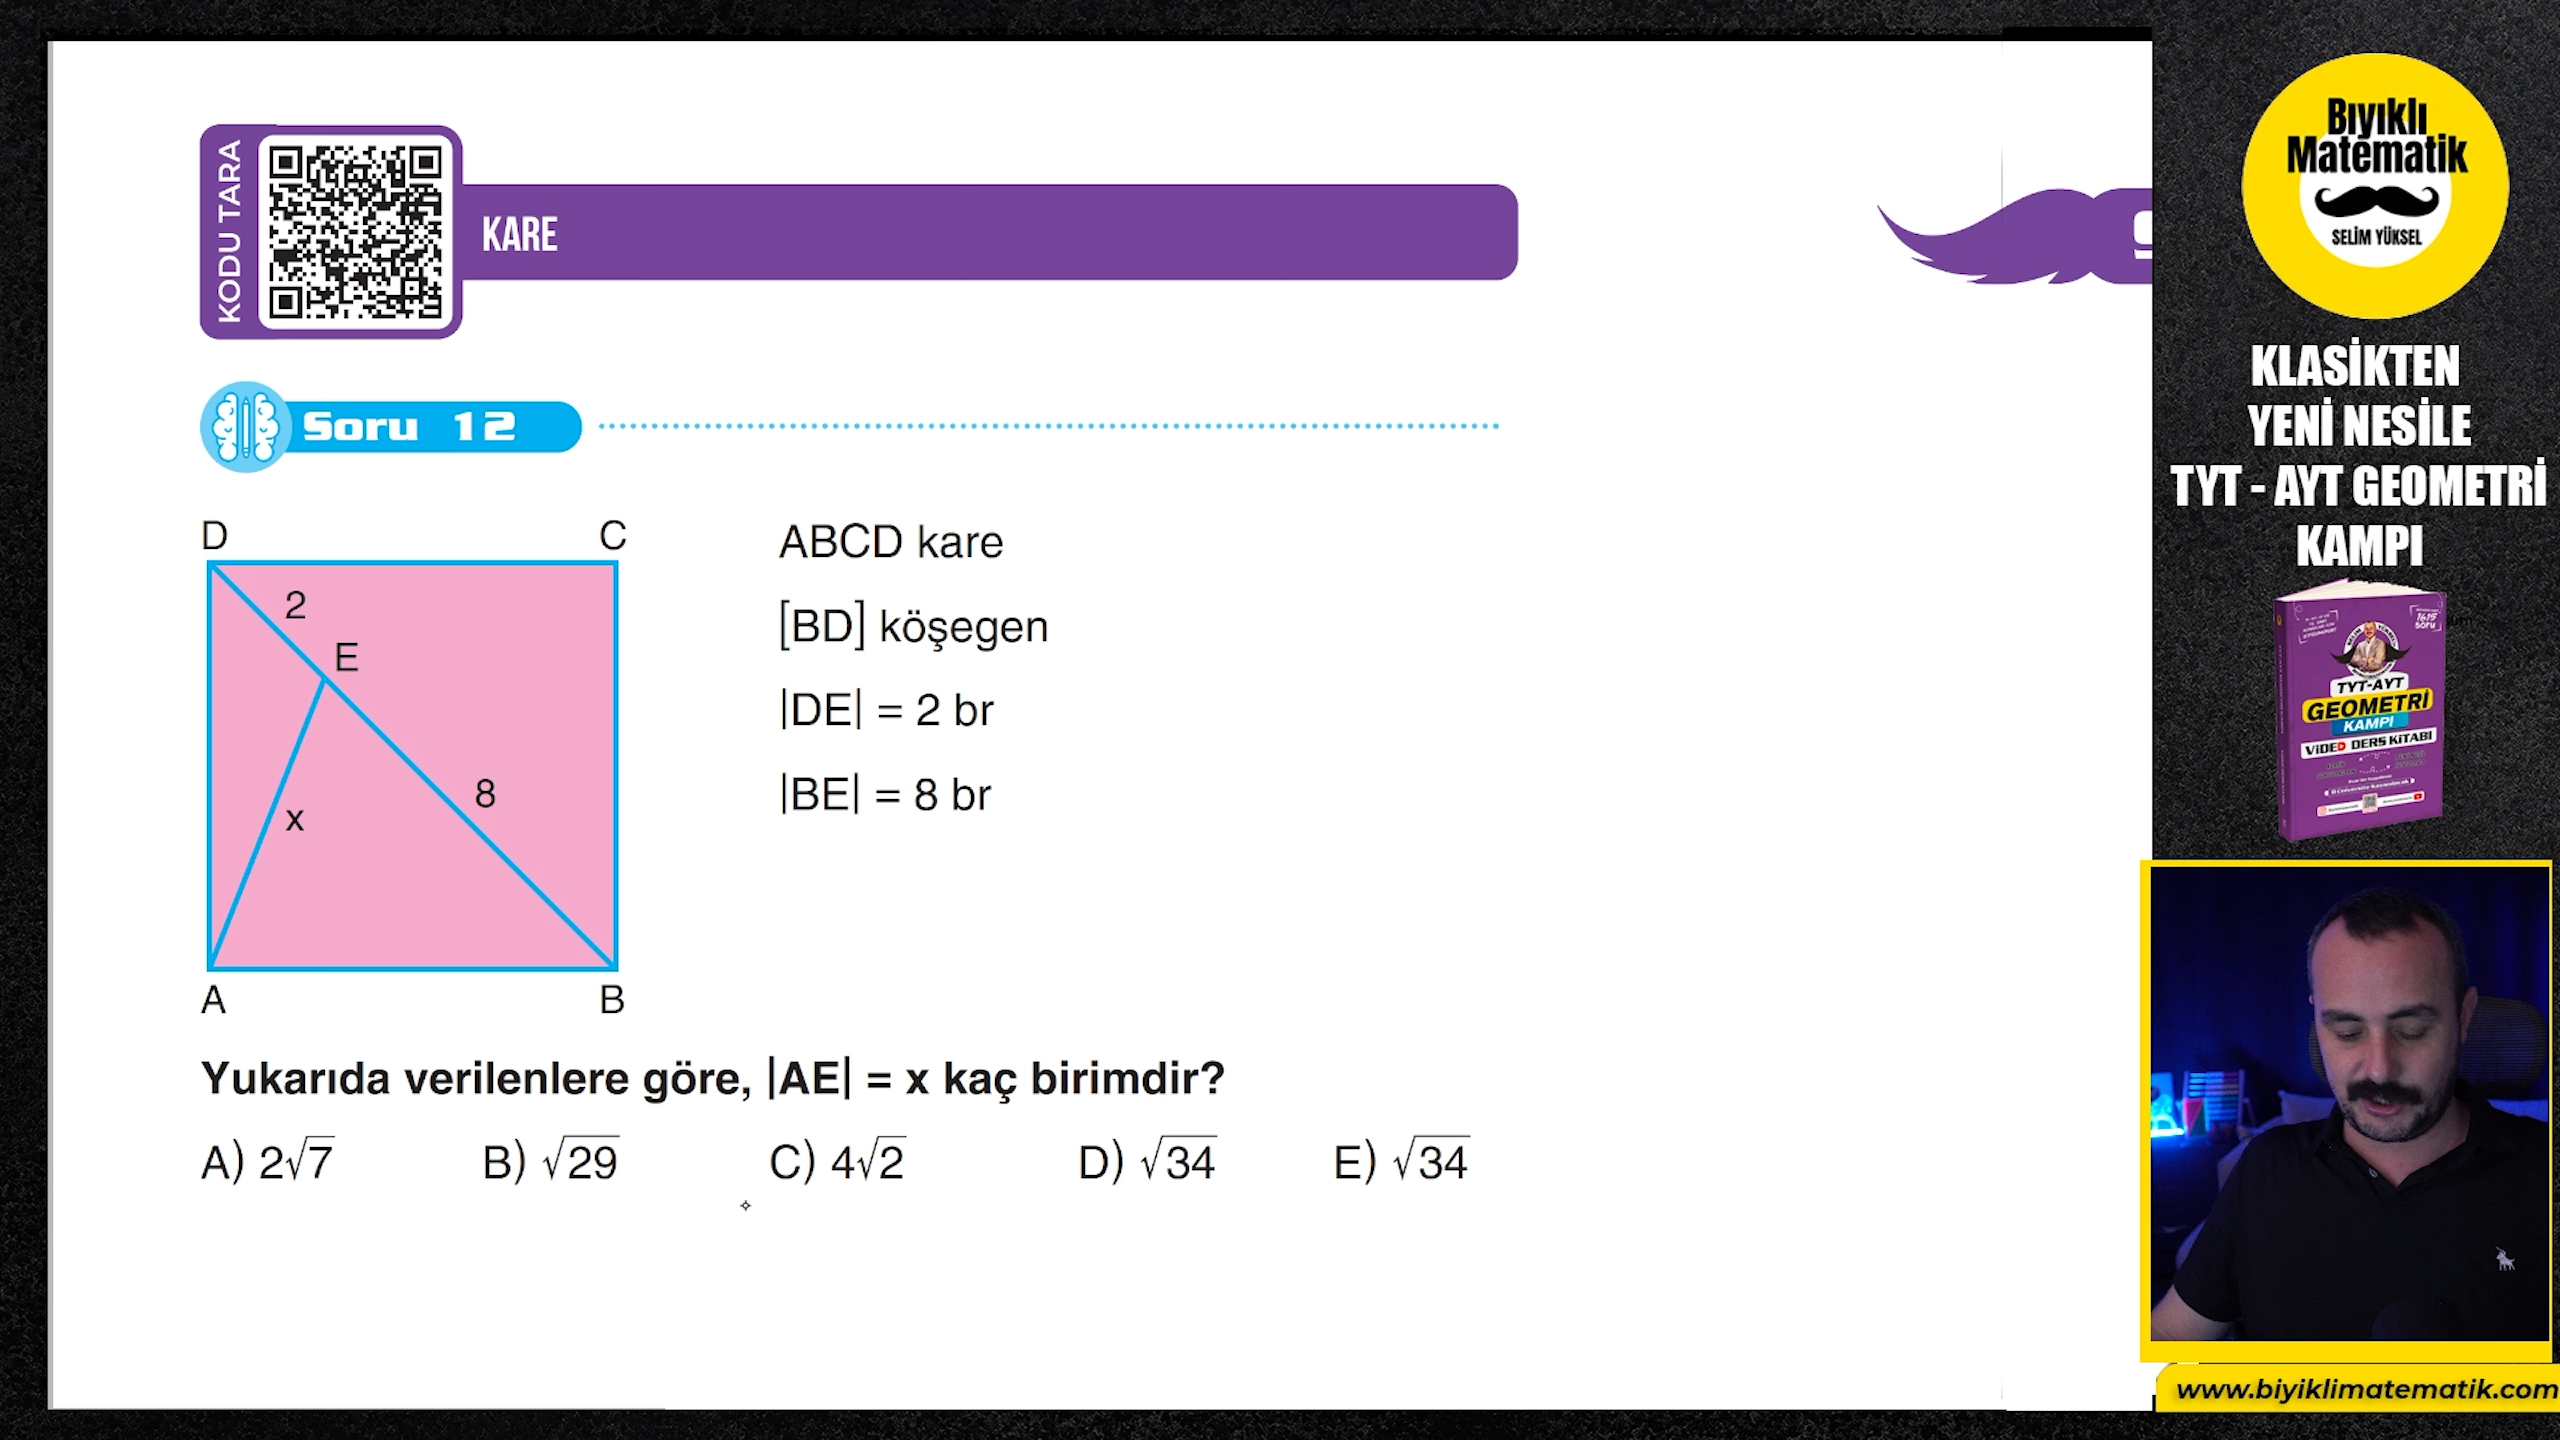 KODU TARA
KARE
Soru 12
D
C
2
E
8
x
A
B
ABCD kare
[BD] köşegen
|DE| = 2 br
|BE| = 8 br
Yukarıda verilenlere göre, |AE| = x kaç birimdir?
A) 2√7 B) √29 C) 4√2 D) √34 E) √34
Bıyıklı
Matematik
SELİM YÜKSEL
KLASİKTEN
YENİ NESİLE
TYT - AYT GEOMETRİ
KAMPI
1615
soru
TYT-AYT
GEOMETRİ
KAMPI
VİDEO DERS KİTABI
www.biyiklimatematik.com